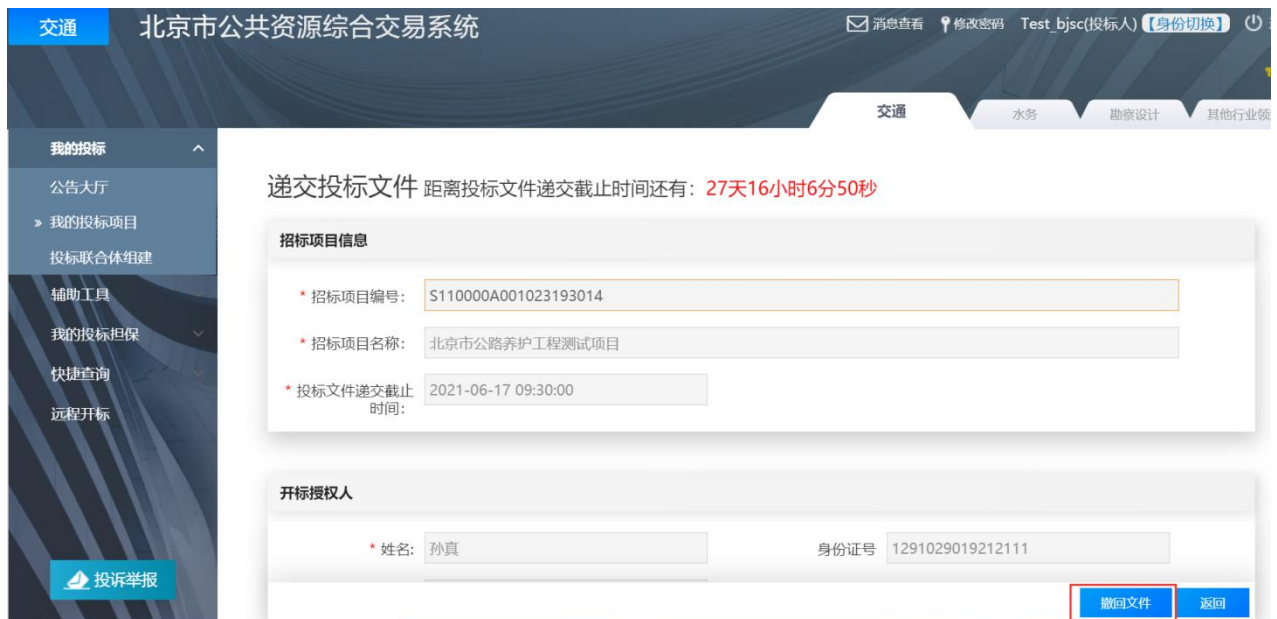 交通 北京市公共资源综合交易系统 消息查看 修改密码 Test_bjsc(投标人)【身份切换】
交通 水务 勘察设计 其他行业领
我的投标
公告大厅
» 我的投标项目
投标联合体组建
辅助工具
我的投标担保
快捷查询
远程开标
投诉举报
递交投标文件 距离投标文件递交截止时间还有：27天16小时6分50秒
招标项目信息
* 招标项目编号： S110000A001023193014
* 招标项目名称： 北京市公路养护工程测试项目
* 投标文件递交截止 2021-06-17 09:30:00
时间：
开标授权人
* 姓名: 孙真 身份证号 1291029019212111
撤回文件 返回